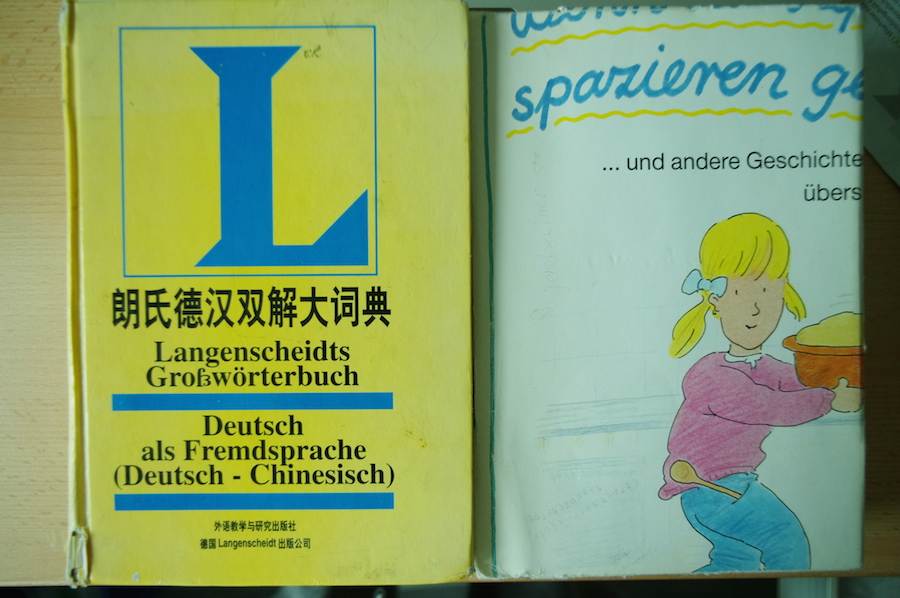 L
朗氏德汉双解大词典
Langenscheidts
Großwörterbuch
Deutsch
als Fremdsprache
(Deutsch - Chinesisch)
外语教学与研究出版社
德国 Langenscheidt 出版公司
spazieren ge
... und andere Geschichte
übers